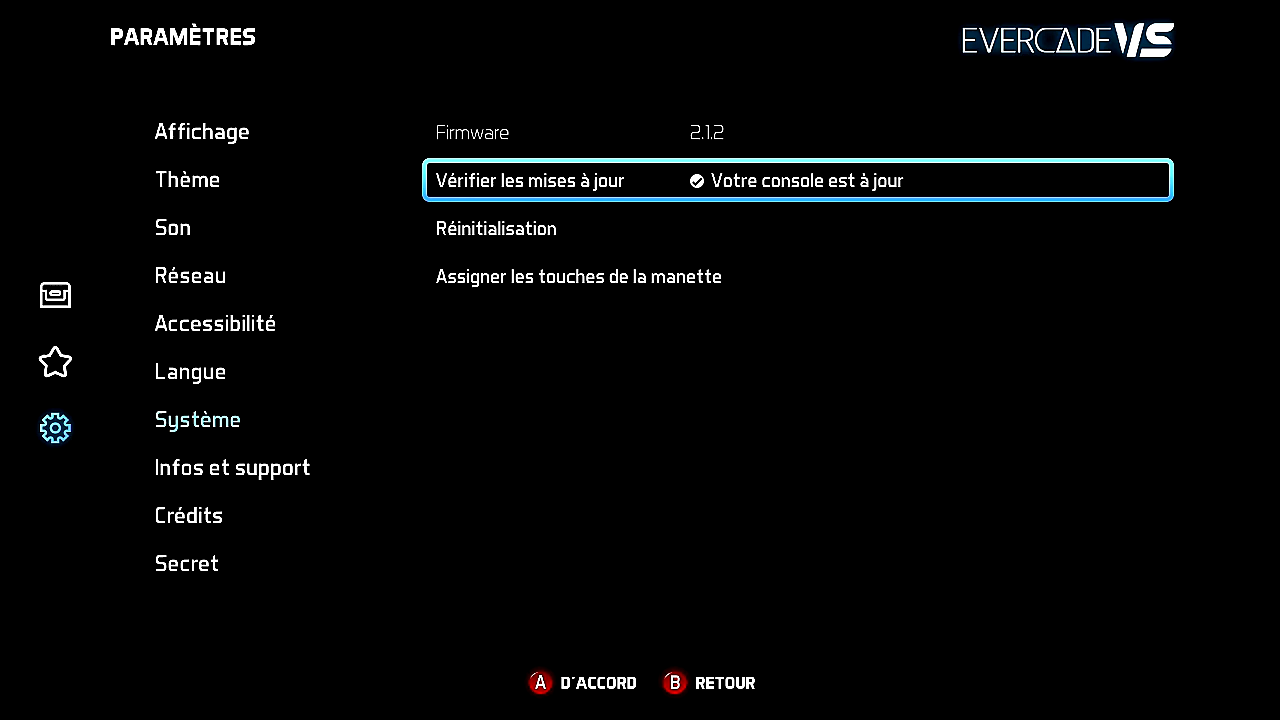 PARAMÈTRES
EVERCADE VS
Affichage
Thème
Son
Réseau
Accessibilité
Langue
Système
Infos et support
Crédits
Secret
Firmware 2.1.2
Vérifier les mises à jour Votre console est à jour
Réinitialisation
Assigner les touches de la manette
A D'ACCORD B RETOUR